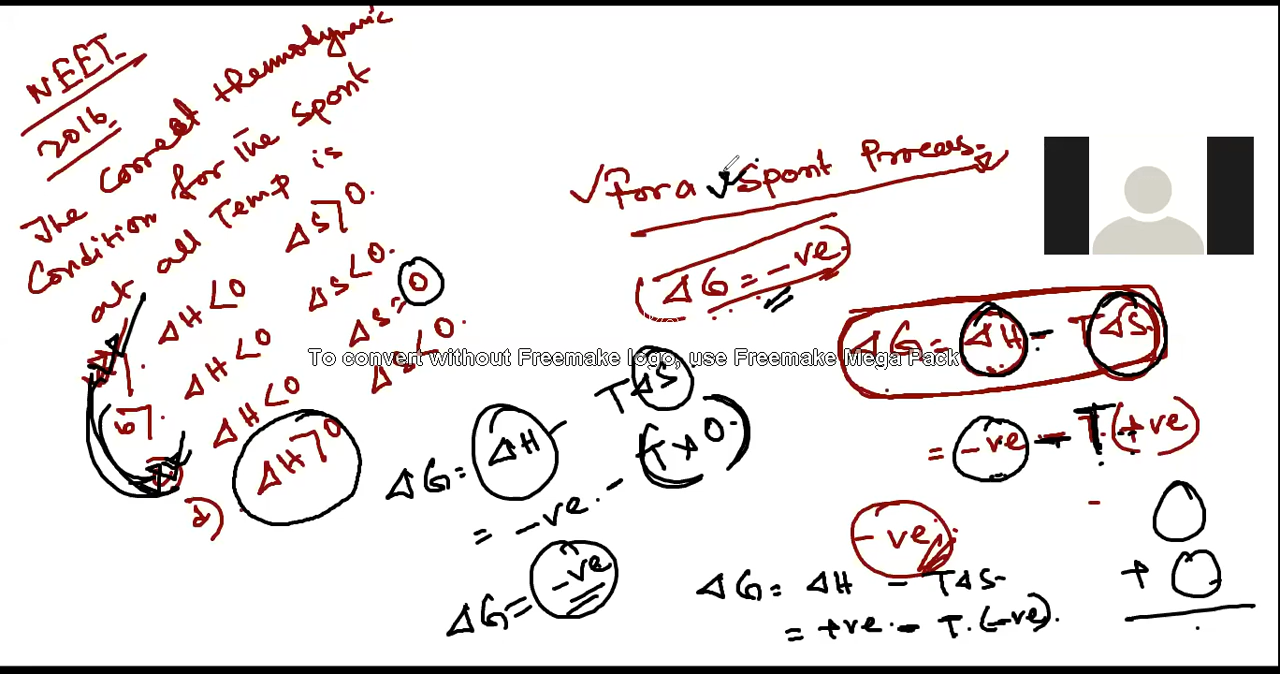 NEET
2016
The Correct thermodynamic
Condition for the spont
at all Temp is
ΔH<0 ΔS>0.
b). ΔH<0 ΔS<0.
ΔH<0 ΔS=0
d) ΔH>0 ΔS<0.
✓ For a ✓ Spont Process.
ΔG = -ve
ΔG = ΔH - TΔS
= -ve - T.(+ve)
-
- ve
ΔG = ΔH - TΔS
= -ve. - (T×0.)
ΔG = -ve
ΔG = ΔH - TΔS
= +ve. - T.(-ve).
+
To convert without Freemake logo, use Freemake Mega Pack